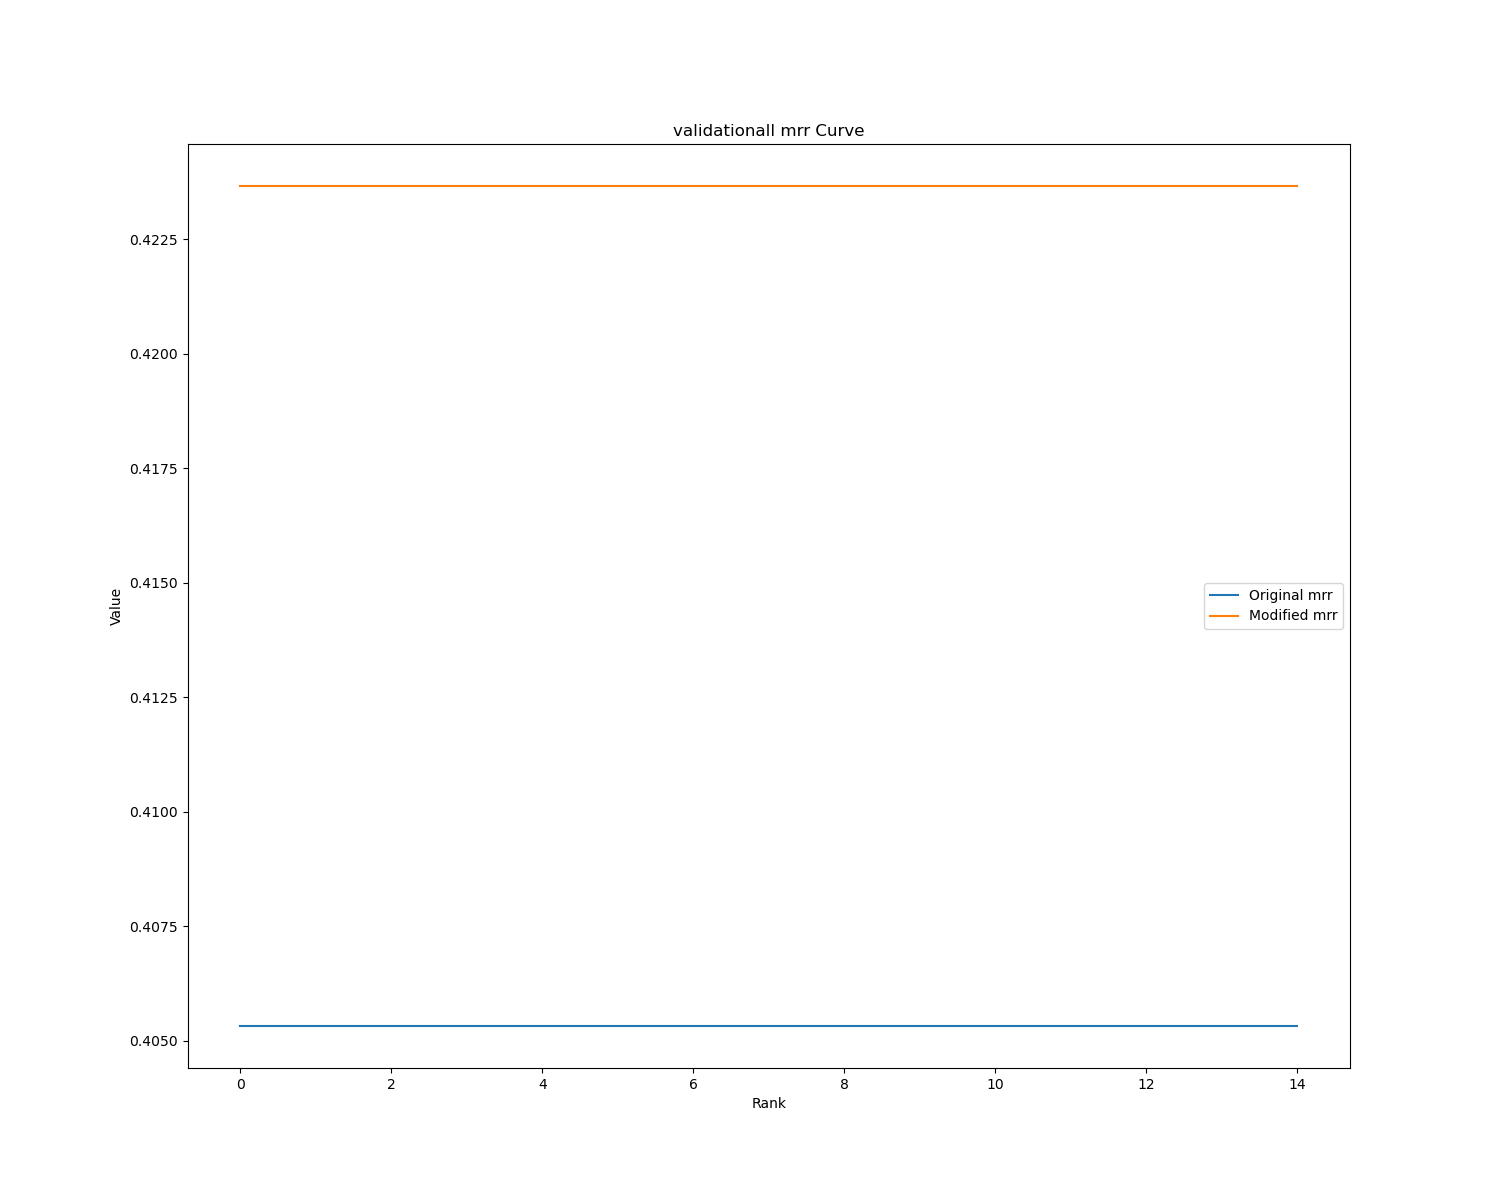 validationall mrr Curve
0.4225
0.4200
0.4175
0.4150
0.4125
0.4100
0.4075
0.4050
Value
Original mrr
Modified mrr
0 2 4 6 8 10 12 14
Rank